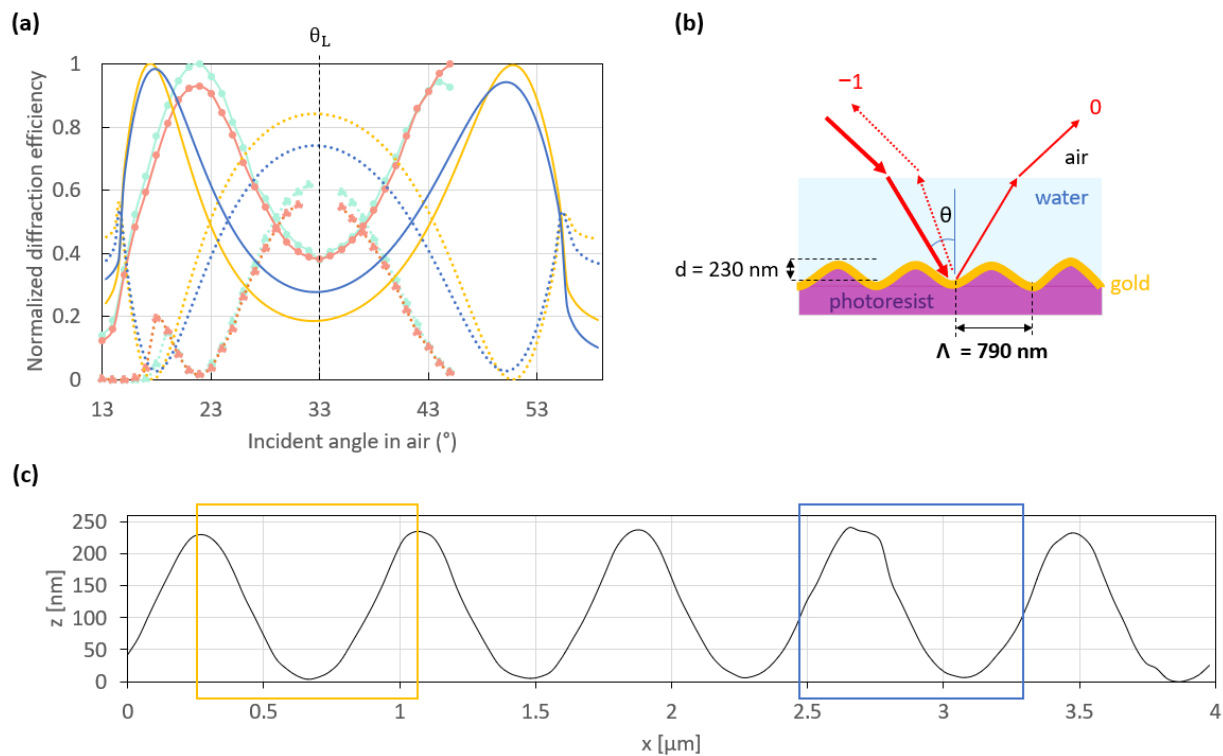 (a)
θL
Normalized diffraction efficiency
1
0.8
0.6
0.4
0.2
0
13 23 33 43 53
Incident angle in air (°)
(b)
−1
0
air
water
θ
d = 230 nm
gold
photoresist
Λ = 790 nm
(c)
z [nm]
250
200
150
100
50
0
0 0.5 1 1.5 2 2.5 3 3.5 4
x [μm]